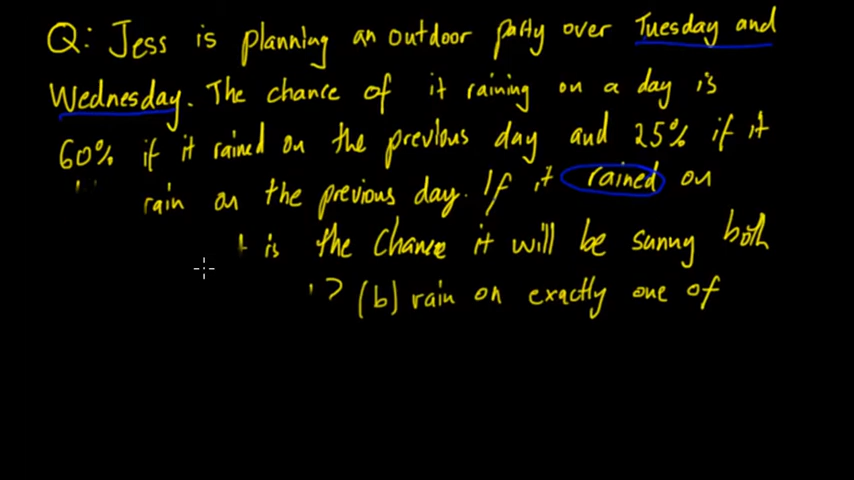 Q: Jess is planning an outdoor party over Tuesday and
Wednesday. The chance of it raining on a day is
60% if it rained on the previous day and 25% if it
rain on the previous day. If it rained on
is the chance it will be sunny both
? (b) rain on exactly one of